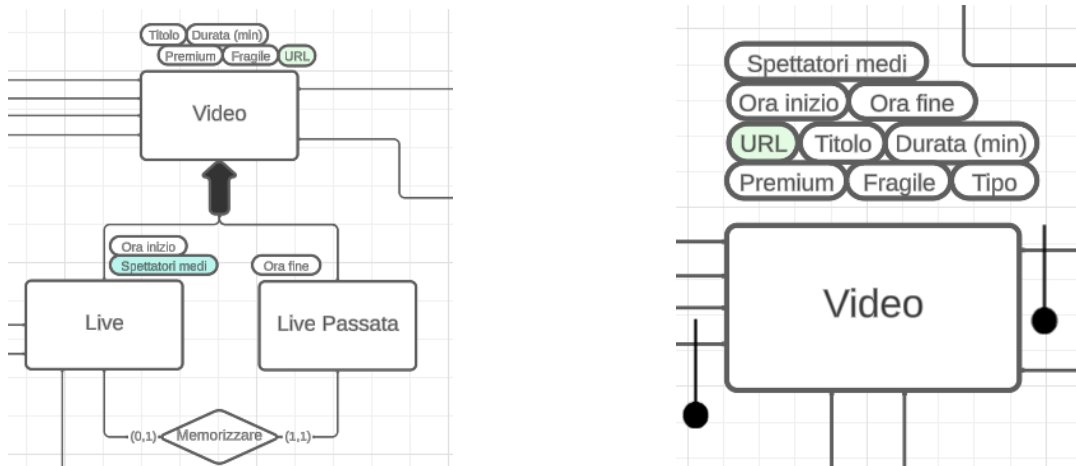 Titolo Durata (min)
Premium Fragile URL
Video
Ora inizio
Spettatori medi
Ora fine
Live
Live Passata
(0,1) Memorizzare (1,1)
Spettatori medi
Ora inizio Ora fine
URL Titolo Durata (min)
Premium Fragile Tipo
Video